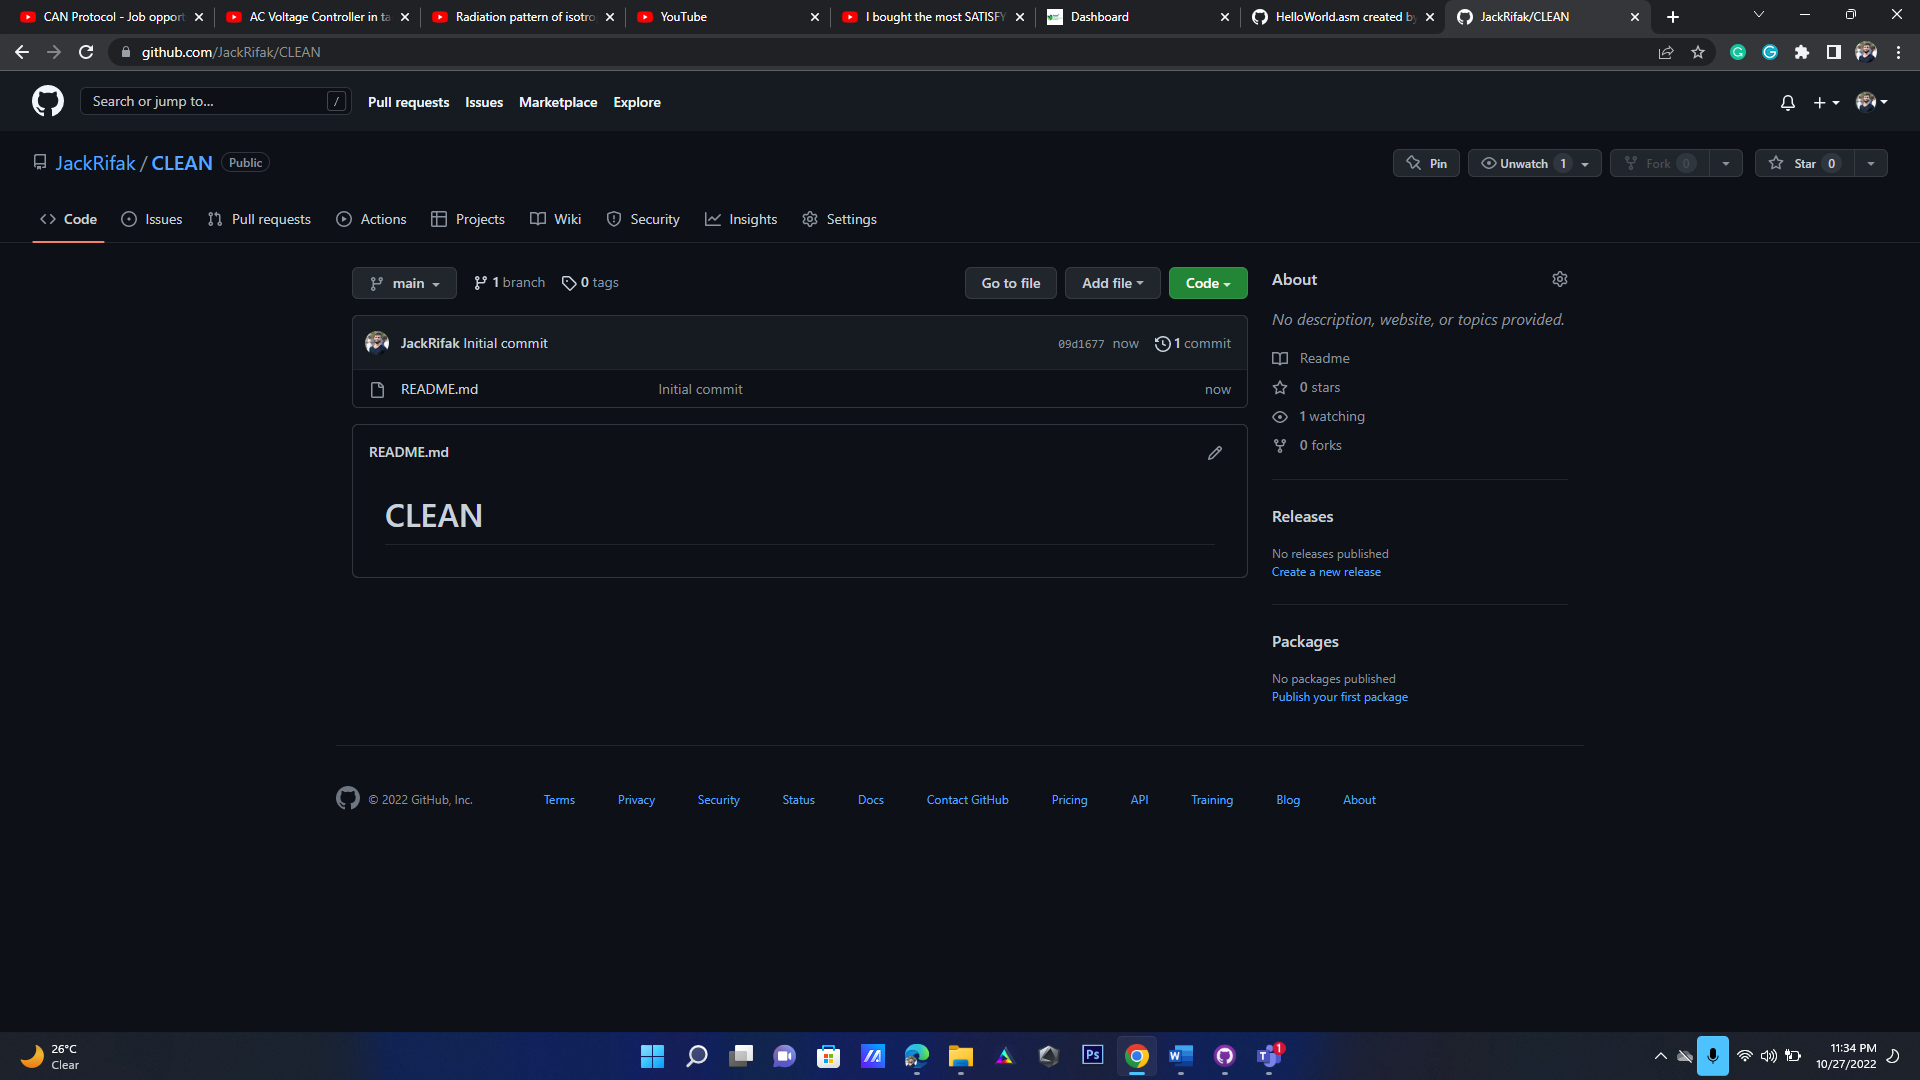 CAN Protocol - Job opport
AC Voltage Controller in ta
Radiation pattern of isotro
YouTube
I bought the most SATISFY
Dashboard
HelloWorld.asm created by
JackRifak/CLEAN
github.com/JackRifak/CLEAN
Search or jump to... /
Pull requests Issues Marketplace Explore
JackRifak / CLEAN Public
Pin Unwatch 1 Fork 0 Star 0
Code Issues Pull requests Actions Projects Wiki Security Insights Settings
main 1 branch 0 tags Go to file Add file Code
JackRifak Initial commit 09d1677 now 1 commit
README.md Initial commit now
README.md
CLEAN
About
No description, website, or topics provided.
Readme
0 stars
1 watching
0 forks
Releases
No releases published
Create a new release
Packages
No packages published
Publish your first package
© 2022 GitHub, Inc. Terms Privacy Security Status Docs Contact GitHub Pricing API Training Blog About
26°C
Clear
Ps
W
T
1
11:34 PM
10/27/2022